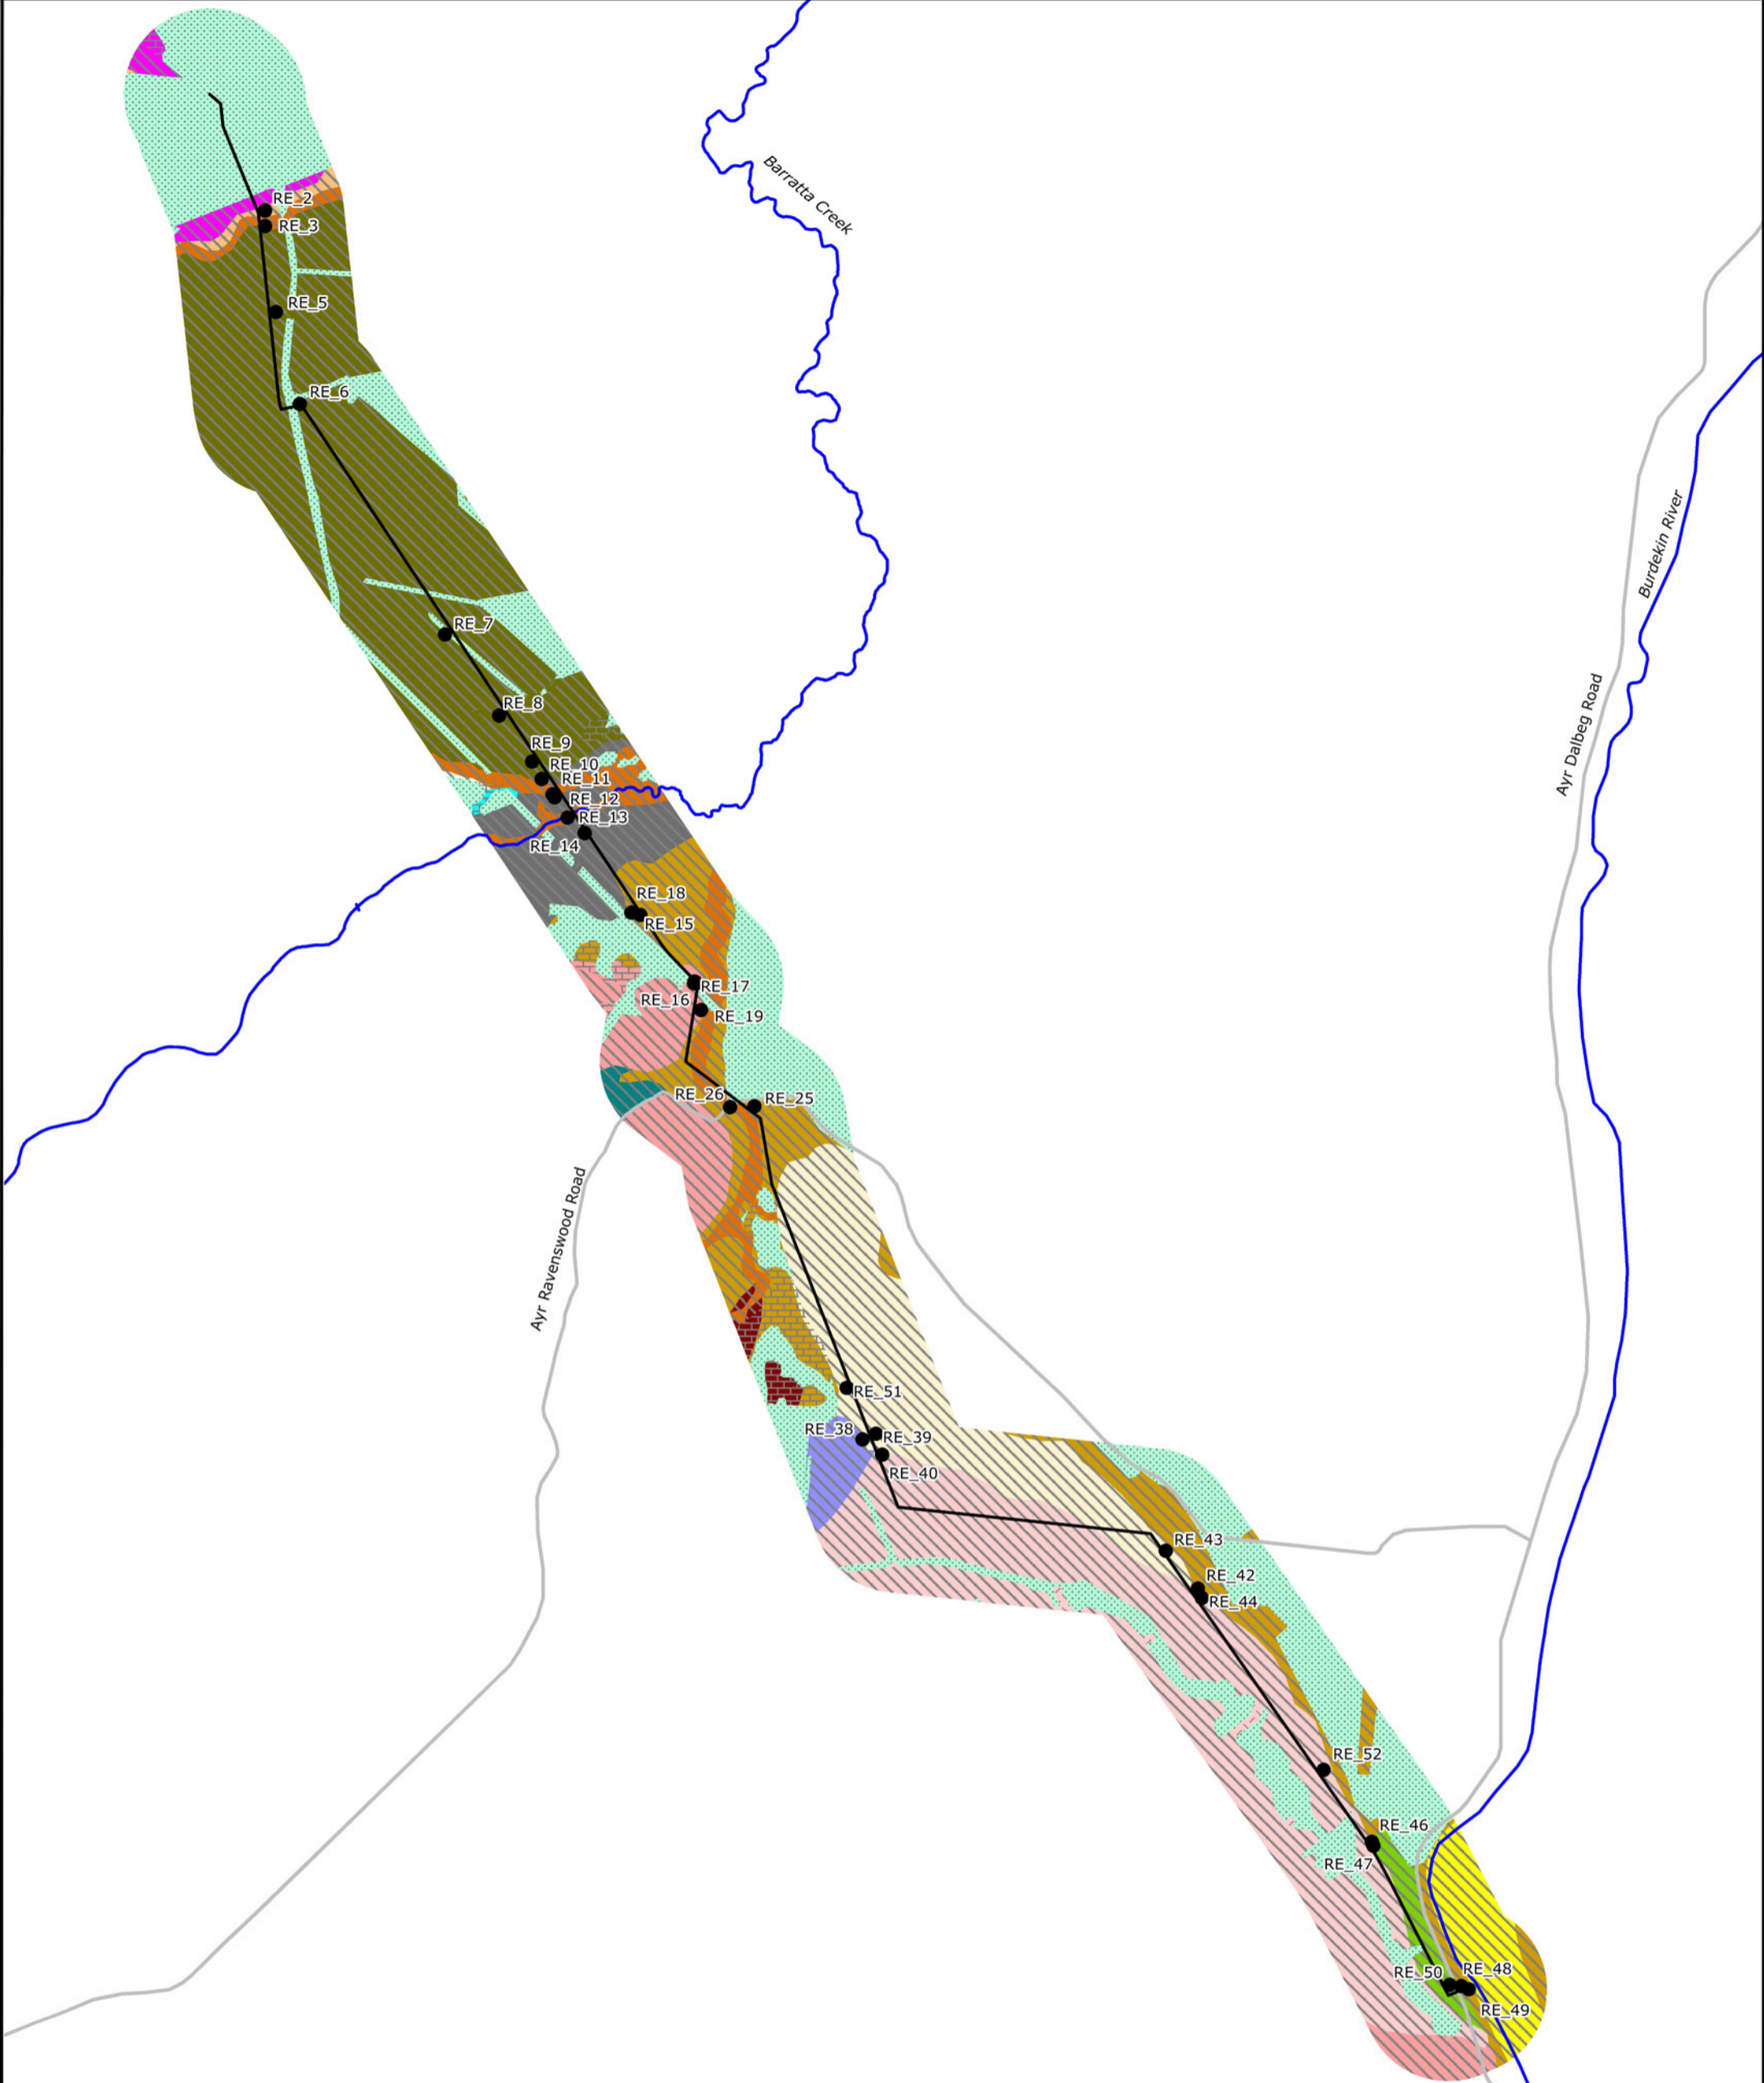 Barratta Creek
RE_2
RE_3
RE_5
RE_6
Burdekin River
RE_7
Ayr Dalbeg Road
RE_8
RE_9
RE_10
RE_11
RE_12
RE_13
RE_14
RE_18
RE_15
RE_17
RE_16
RE_19
RE_26
RE_25
Ayr Ravenswood Road
RE_51
RE_38
RE_39
RE_40
RE_43
RE_42
RE_44
RE_52
RE_46
RE_47
RE_48
RE_50
RE_49